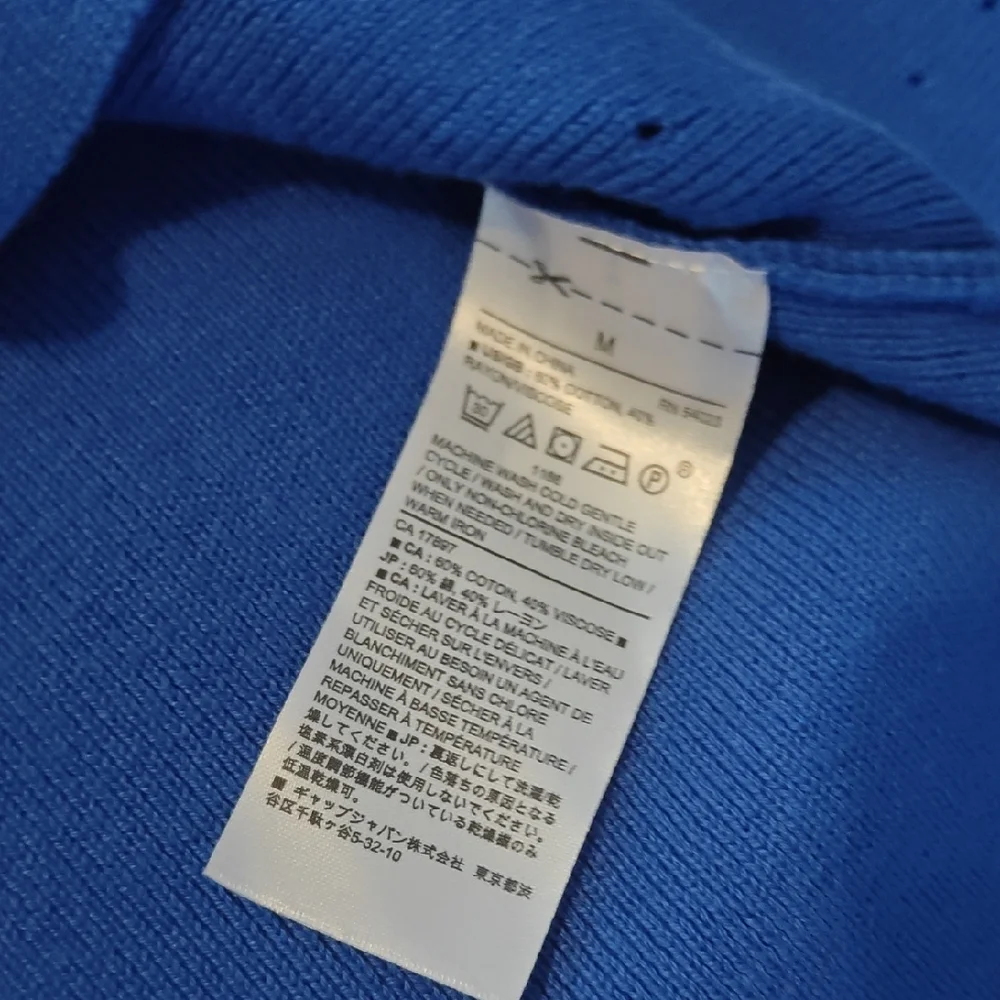 M
MADE IN CHINA
RN 54023
■ US/GB : 60% COTTON, 40%
RAYON/VISCOSE
30
P
®
1166
MACHINE WASH COLD GENTLE
CYCLE / WASH AND DRY INSIDE OUT
/ ONLY NON-CHLORINE BLEACH
WHEN NEEDED / TUMBLE DRY LOW /
WARM IRON
CA 17897
■ CA : 60% COTON, 40% VISCOSE ■
JP : 60% 綿, 40% レーヨン
■ CA : LAVER À LA MACHINE À L'EAU
FROIDE AU CYCLE DÉLICAT / LAVER
ET SÉCHER SUR L'ENVERS /
UTILISER AU BESOIN UN AGENT DE
BLANCHIMENT SANS CHLORE
UNIQUEMENT / SÉCHER À LA
MACHINE À BASSE TEMPÉRATURE /
REPASSER À TEMPÉRATURE
MOYENNE ■ JP : 裏返しにして洗濯/乾
燥してください。 / 色落ちの原因となる
塩素系漂白剤は使用しないでください。
/ 温度調節機能がついている乾燥機のみ
低温乾燥可。
■ ギャップジャパン株式会社 東京都渋
谷区千駄ヶ谷5-32-10